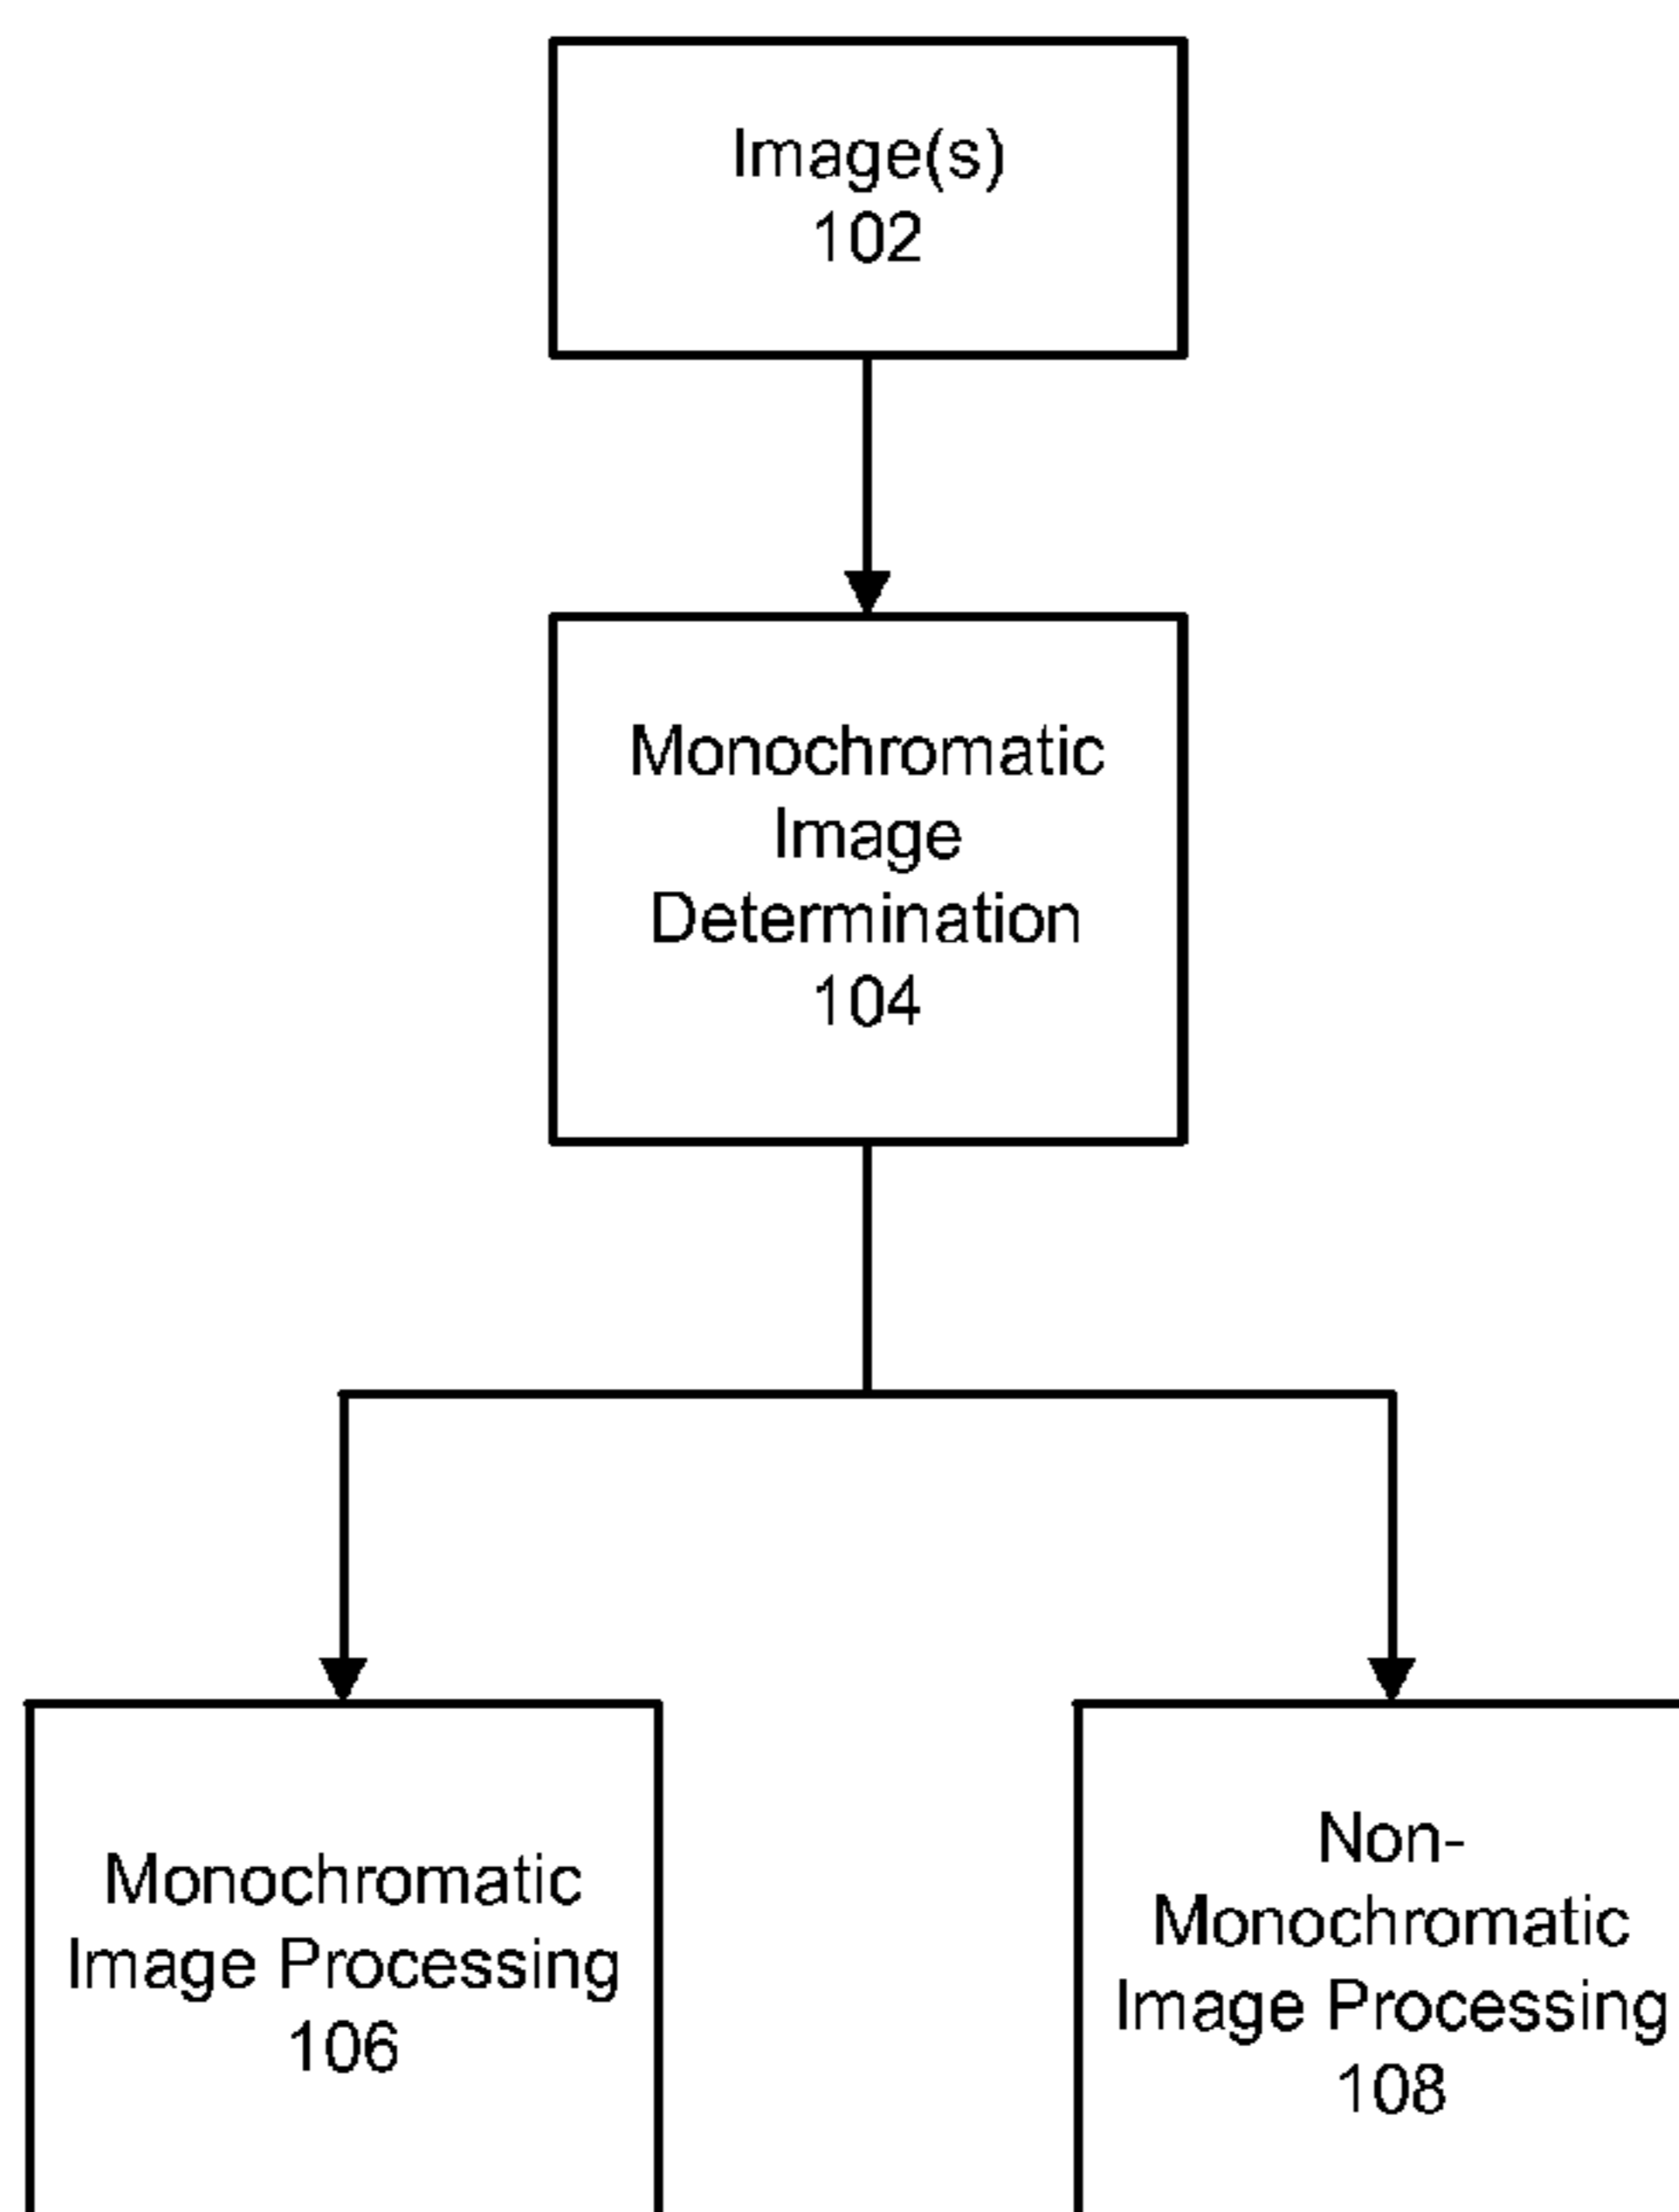 Image(s)
102
Monochromatic
Image
Determination
104
Monochromatic
Image Processing
106
Non-
Monochromatic
Image Processing
108